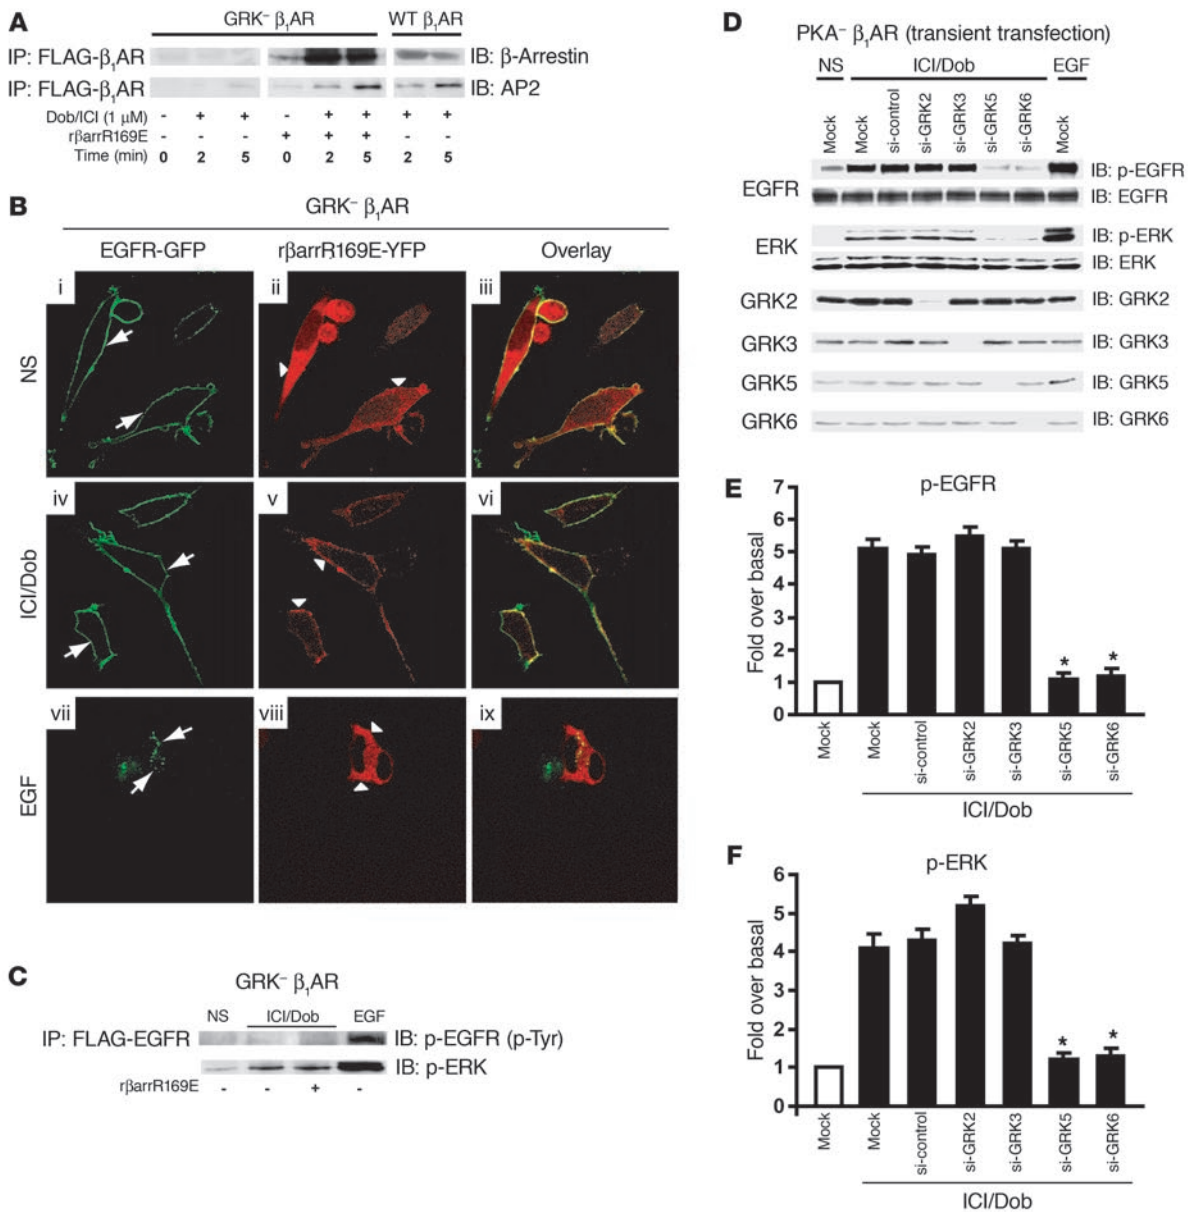 A
GRK– β1AR
WT β1AR
IP: FLAG-β1AR
IB: β-Arrestin
IP: FLAG-β1AR
IB: AP2
Dob/ICI (1 μM) - + + - + + + +
rβarrR169E - - - + + + - -
Time (min) 0 2 5 0 2 5 2 5
B
GRK– β1AR
EGFR-GFP
rβarrR169E-YFP
Overlay
NS
i
ii
iii
ICI/Dob
iv
v
vi
EGF
vii
viii
ix
C
GRK– β1AR
NS ICI/Dob EGF
IP: FLAG-EGFR
IB: p-EGFR (p-Tyr)
IB: p-ERK
rβarrR169E - - + -
D
PKA– β1AR (transient transfection)
NS ICI/Dob EGF
Mock Mock si-control si-GRK2 si-GRK3 si-GRK5 si-GRK6 Mock
EGFR
IB: p-EGFR
IB: EGFR
ERK
IB: p-ERK
IB: ERK
GRK2
IB: GRK2
GRK3
IB: GRK3
GRK5
IB: GRK5
GRK6
IB: GRK6
E
p-EGFR
Fold over basal
7
6
5
4
3
2
1
0
* *
Mock Mock si-control si-GRK2 si-GRK3 si-GRK5 si-GRK6
ICI/Dob
F
p-ERK
Fold over basal
6
5
4
3
2
1
0
* *
Mock Mock si-control si-GRK2 si-GRK3 si-GRK5 si-GRK6
ICI/Dob